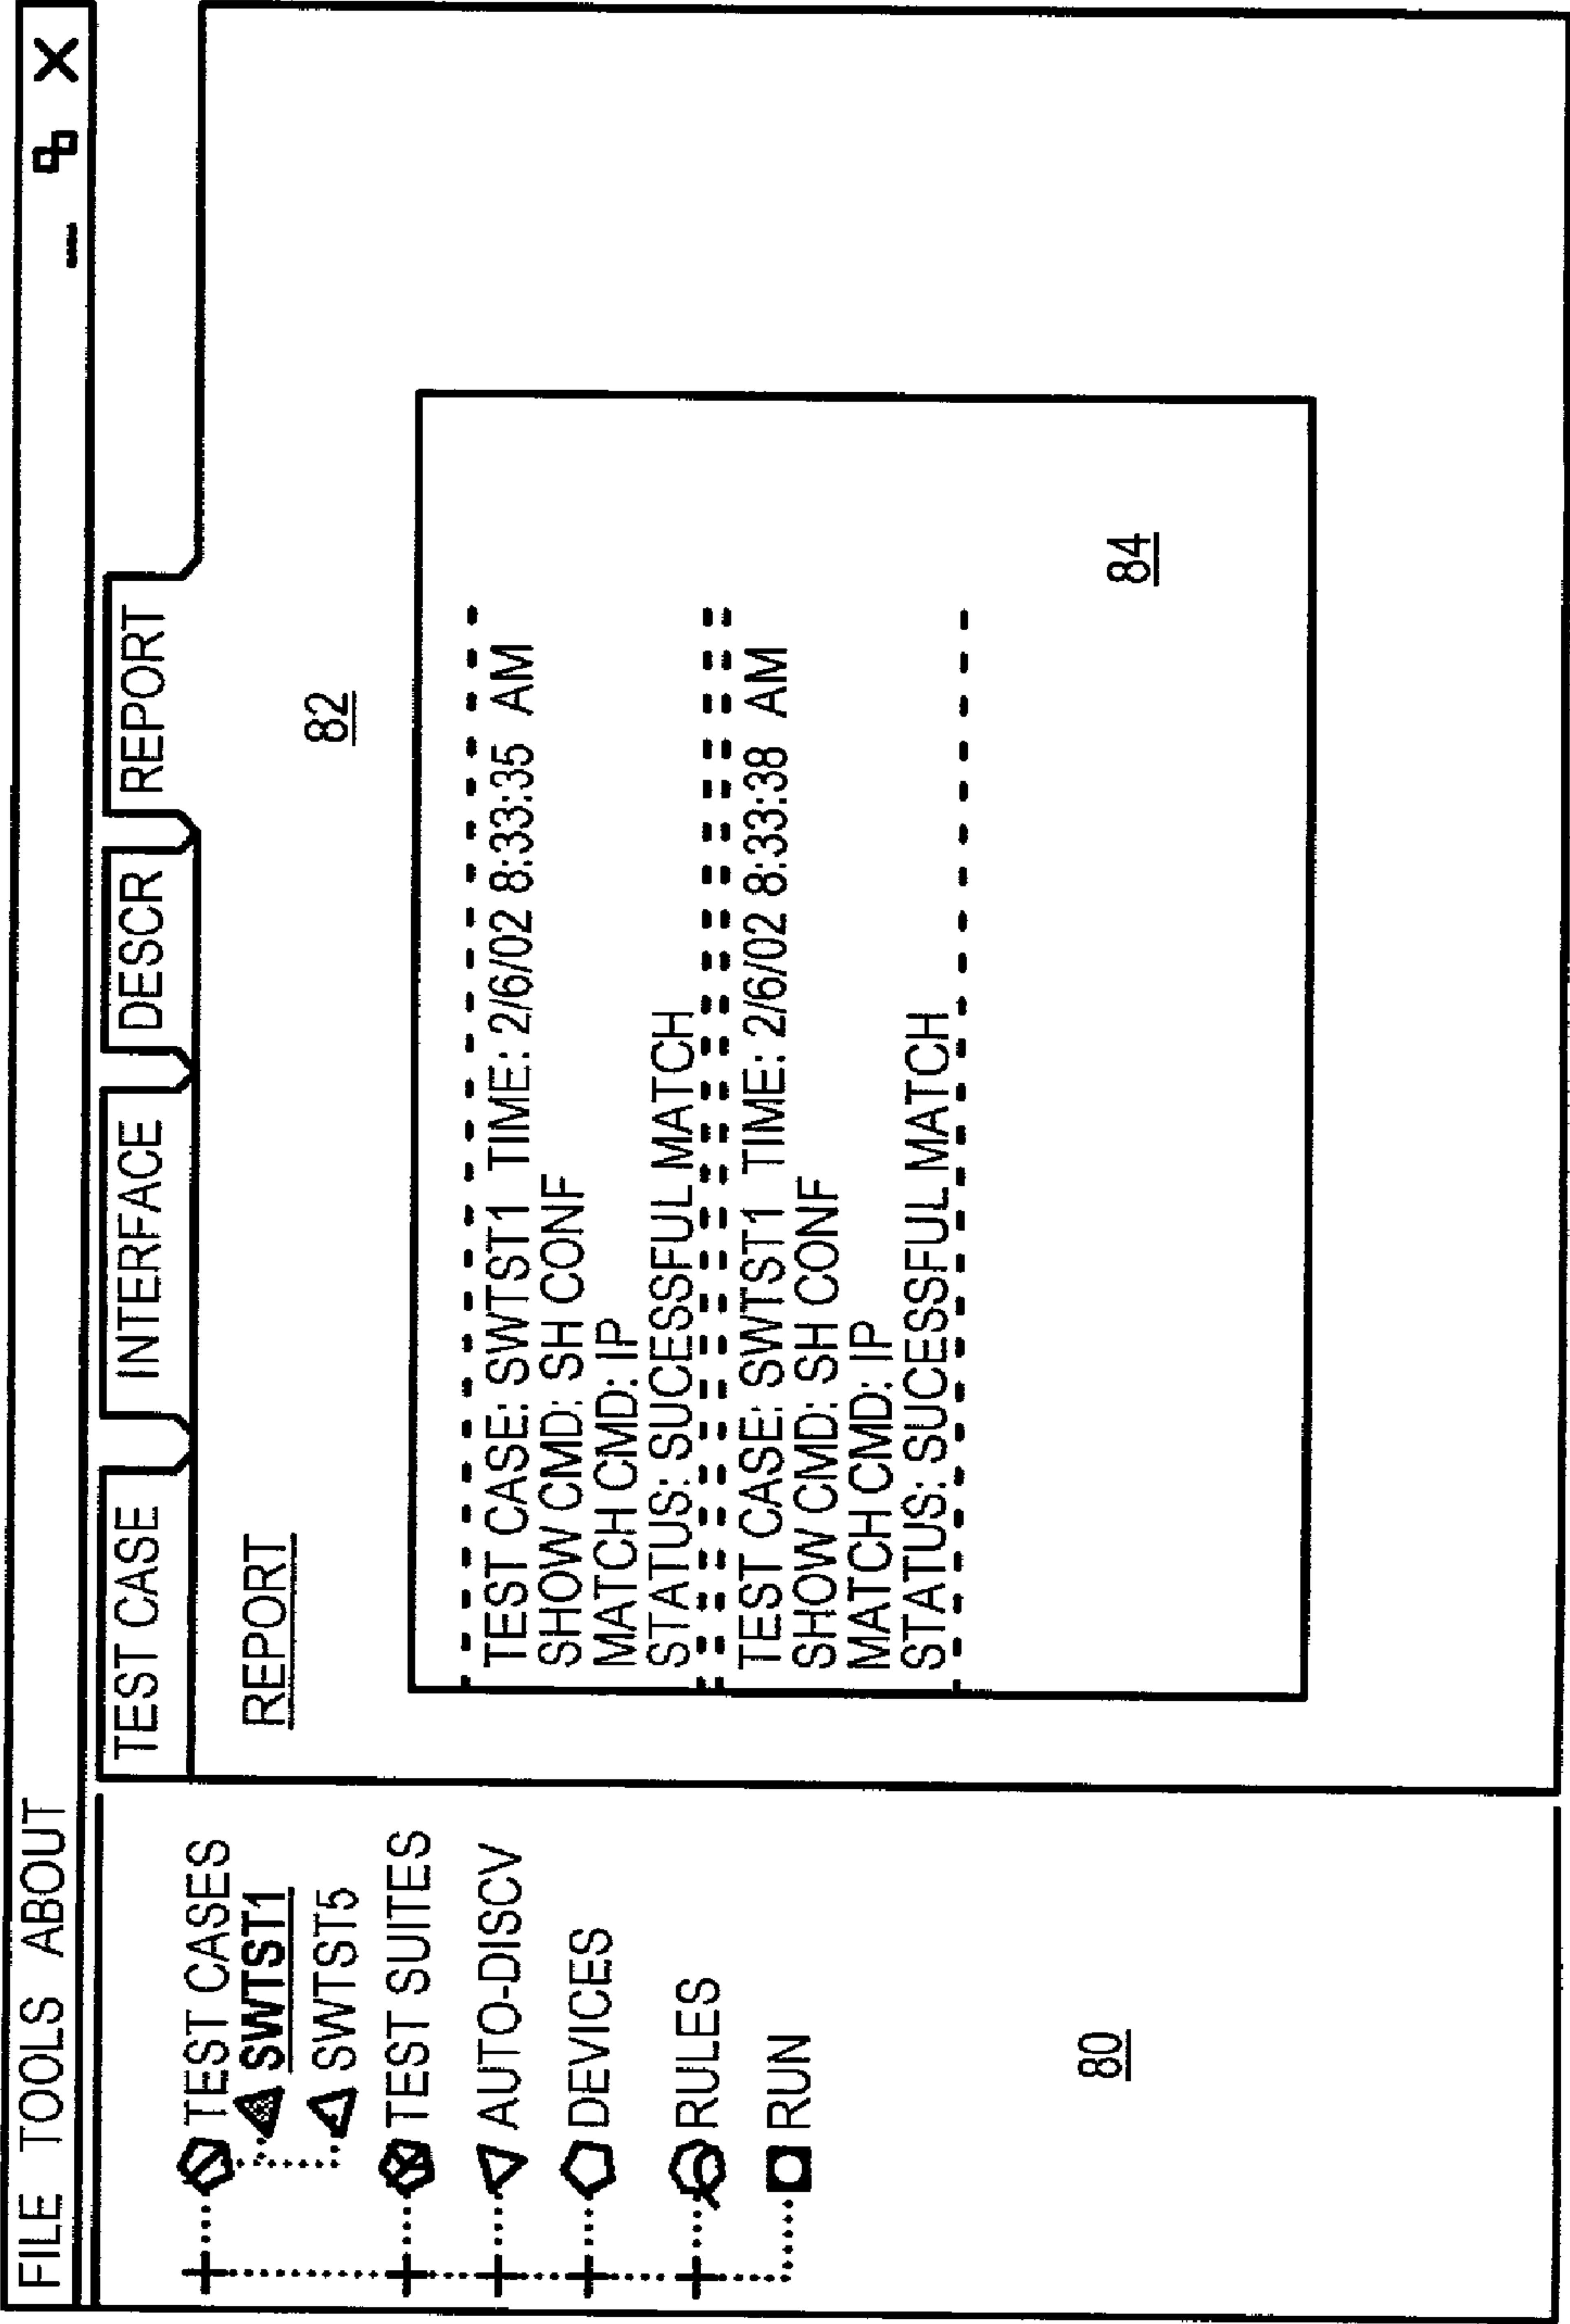 FILE TOOLS ABOUT
TEST CASES
SWTST1
SWTST5
TEST SUITES
AUTO-DISCV
DEVICES
RULES
RUN
80
TEST CASE INTERFACE DESCR REPORT
REPORT
82
TEST CASE: SWTST1 TIME: 2/6/02 8:33:35 AM
SHOW CMD: SH CONF
MATCH CMD: IP
STATUS: SUCESSFUL MATCH
TEST CASE: SWTST1 TIME: 2/6/02 8:33:38 AM
SHOW CMD: SH CONF
MATCH CMD: IP
STATUS: SUCESSFUL MATCH
84